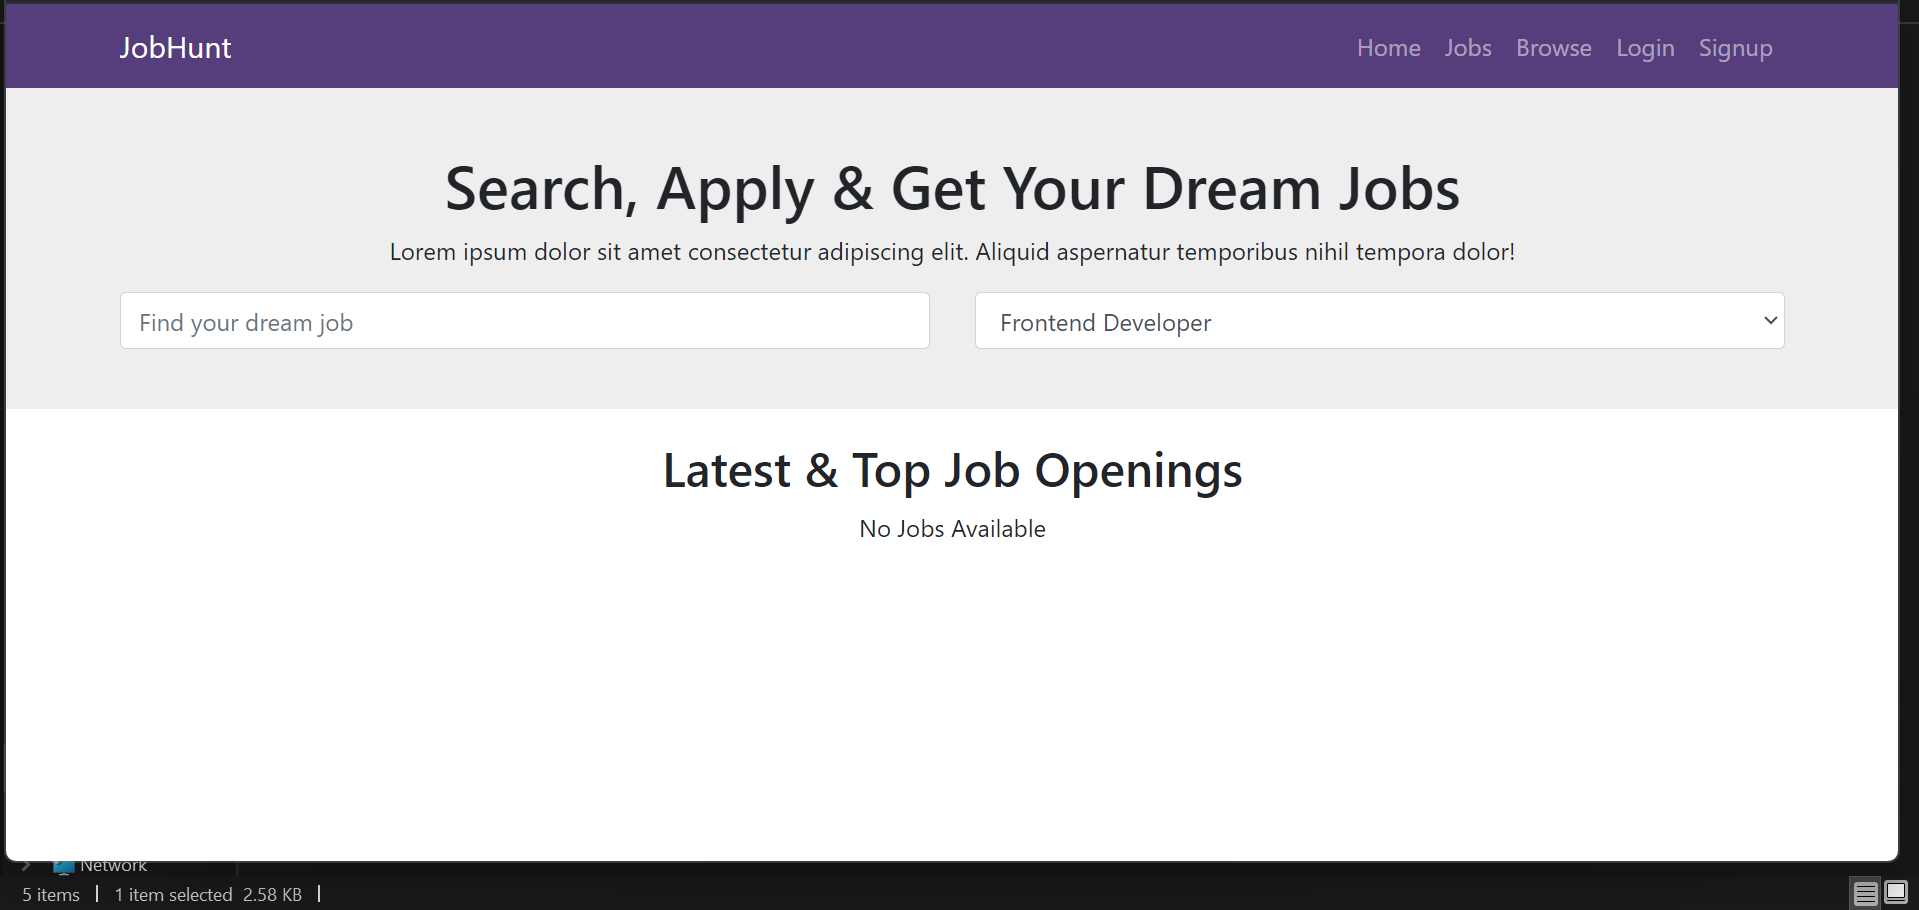 JobHunt
Home Jobs Browse Login Signup
Search, Apply & Get Your Dream Jobs
Lorem ipsum dolor sit amet consectetur adipiscing elit. Aliquid aspernatur temporibus nihil tempora dolor!
Find your dream job
Frontend Developer
Latest & Top Job Openings
No Jobs Available
Network
5 items | 1 item selected 2.58 KB |